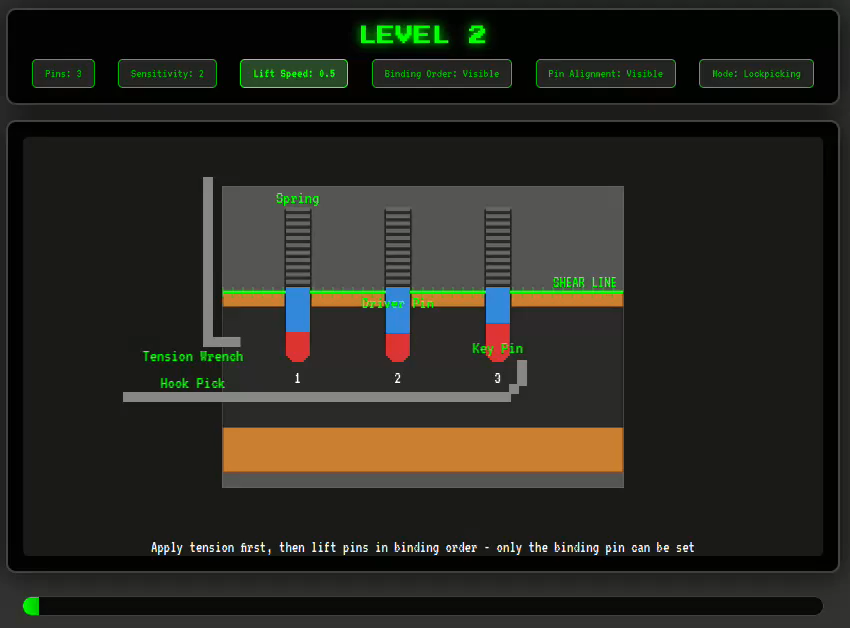 LEVEL 2
Pins: 3
Sensitivity: 2
Lift Speed: 0.5
Binding Order: Visible
Pin Alignment: Visible
Mode: Lockpicking
Spring
SHEAR LINE
Driver Pin
Key Pin
Tension Wrench
1
2
3
Hook Pick
Apply tension first, then lift pins in binding order - only the binding pin can be set